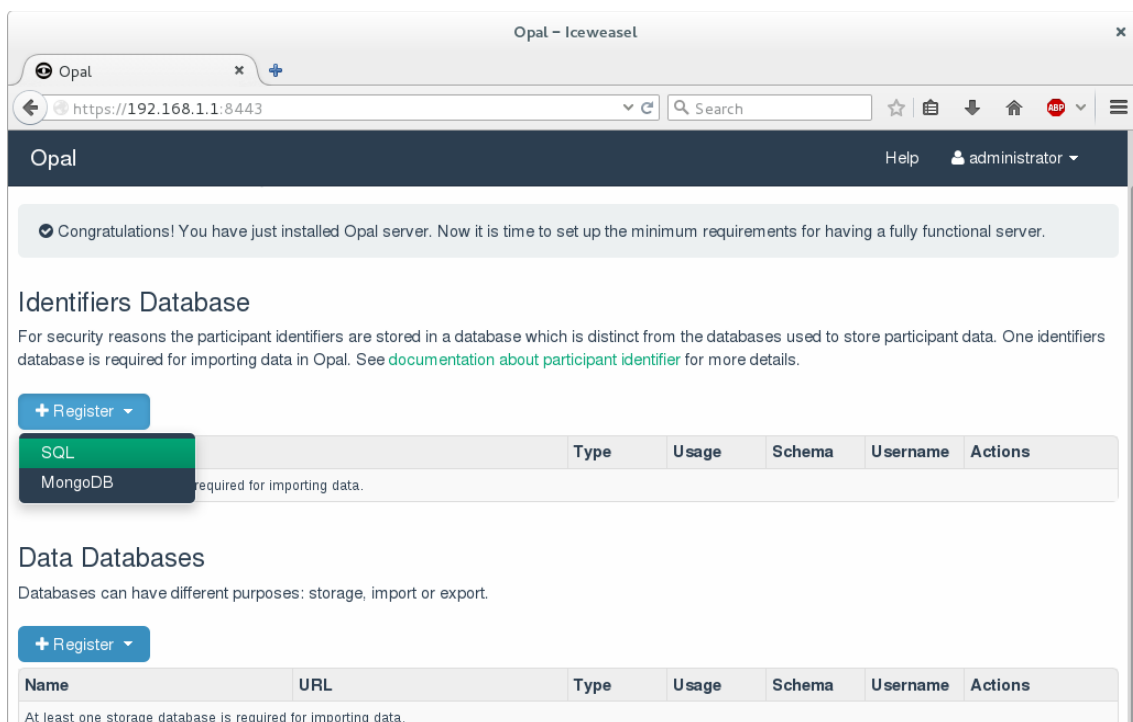 Opal – Iceweasel
Opal
https://192.168.1.1:8443
Search
ABP
Opal
Help
administrator
Congratulations! You have just installed Opal server. Now it is time to set up the minimum requirements for having a fully functional server.
Identifiers Database
For security reasons the participant identifiers are stored in a database which is distinct from the databases used to store participant data. One identifiers
database is required for importing data in Opal. See documentation about participant identifier for more details.
Register
SQL
MongoDB
Type Usage Schema Username Actions
required for importing data.
Data Databases
Databases can have different purposes: storage, import or export.
Register
Name URL Type Usage Schema Username Actions
At least one storage database is required for importing data.